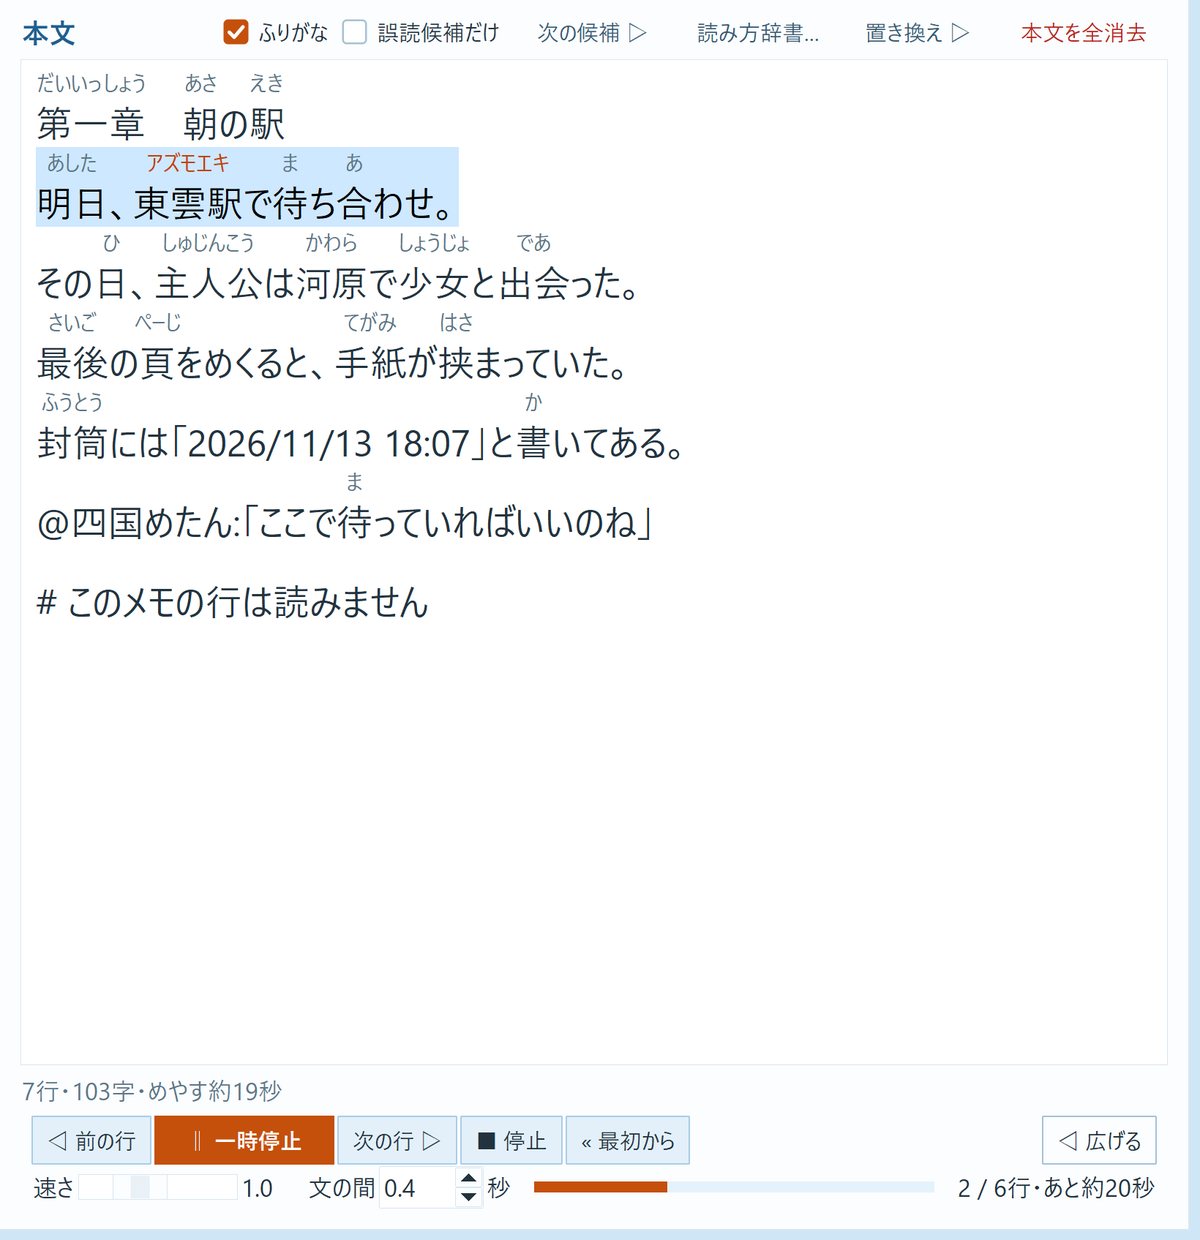 本文 ふりがな 誤読候補だけ 次の候補 ▷ 読み方辞書... 置き換え ▷ 本文を全消去
だいいっしょう あさ えき
第一章　朝の駅
あした アズモエキ ま あ
明日、東雲駅で待ち合わせ。
ひ しゅじんこう かわら しょうじょ であ
その日、主人公は河原で少女と出会った。
さいご ぺーじ てがみ はさ
最後の頁をめくると、手紙が挟まっていた。
ふうとう か
封筒には「2026/11/13 18:07」と書いてある。
ま
@四国めたん:「ここで待っていればいいのね」
# このメモの行は読みません
7行・103字・めやす約19秒
◁ 前の行 ‖ 一時停止 次の行 ▷ ■ 停止 « 最初から ◁ 広げる
速さ 1.0 文の間 0.4 秒 2 / 6行・あと約20秒